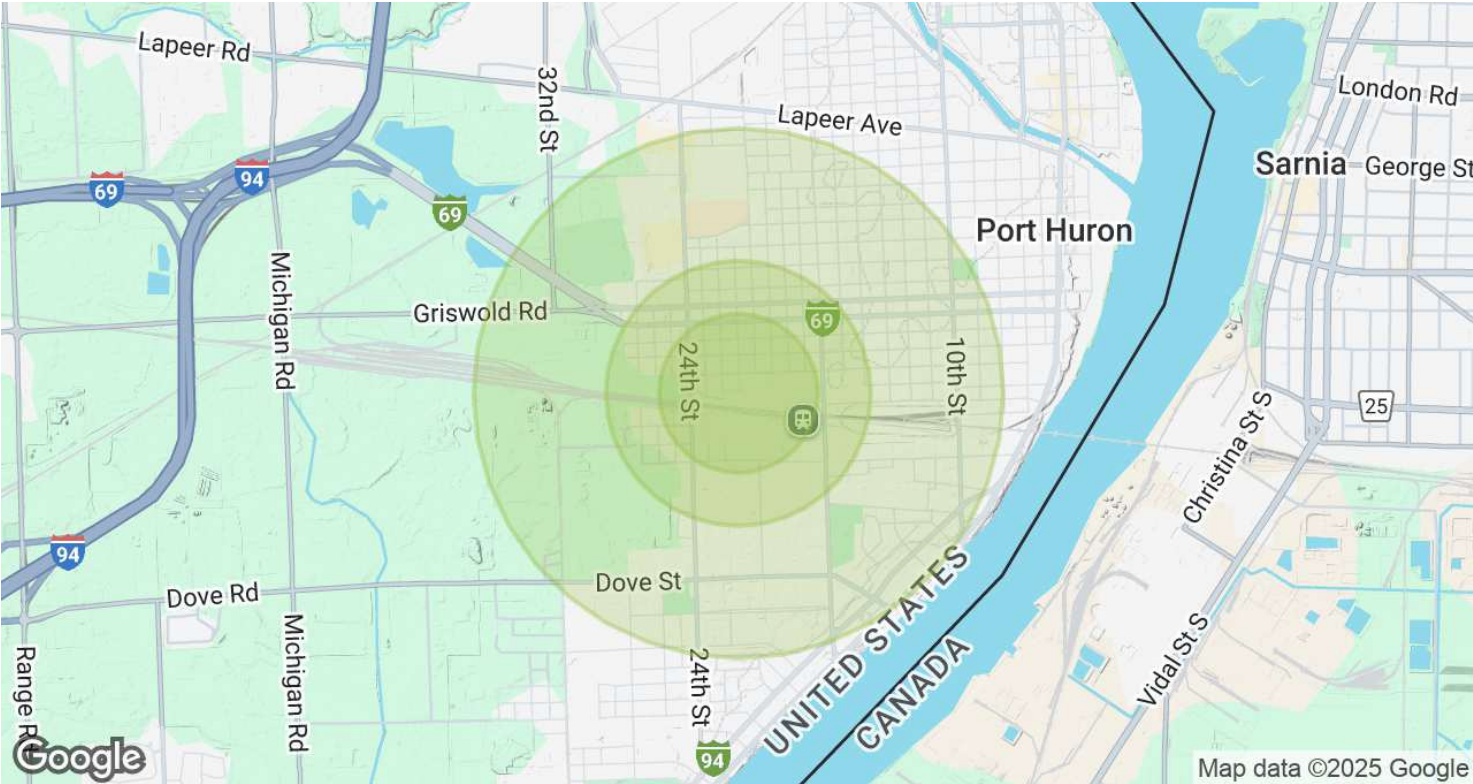 Lapeer Rd
32nd St
Lapeer Ave
London Rd
Sarnia
George St
69
94
69
Port Huron
Michigan Rd
Griswold Rd
69
24th St
10th St
25
Christina St S
94
Dove St
Dove Rd
UNITED STATES
CANADA
Michigan Rd
Range Rd
24th St
Vidal St S
94
Google
Map data ©2025 Google